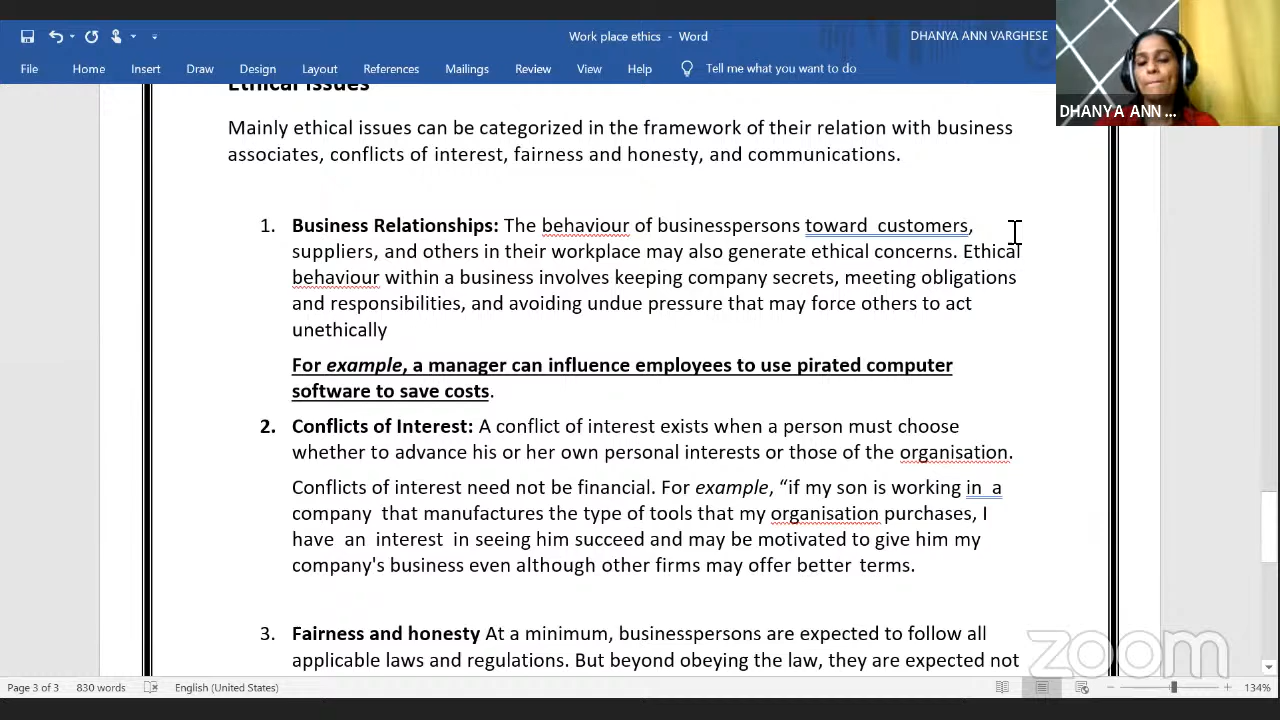 Work place ethics - Word
DHANYA ANN VARGHESE
File Home Insert Draw Design Layout References Mailings Review View Help Tell me what you want to do
DHANYA ANN ...
Ethical Issues
Mainly ethical issues can be categorized in the framework of their relation with business
associates, conflicts of interest, fairness and honesty, and communications.
1. Business Relationships: The behaviour of businesspersons toward customers,
suppliers, and others in their workplace may also generate ethical concerns. Ethical
behaviour within a business involves keeping company secrets, meeting obligations
and responsibilities, and avoiding undue pressure that may force others to act
unethically
For example, a manager can influence employees to use pirated computer
software to save costs.
2. Conflicts of Interest: A conflict of interest exists when a person must choose
whether to advance his or her own personal interests or those of the organisation.
Conflicts of interest need not be financial. For example, “if my son is working in a
company that manufactures the type of tools that my organisation purchases, I
have an interest in seeing him succeed and may be motivated to give him my
company's business even although other firms may offer better terms.
3. Fairness and honesty At a minimum, businesspersons are expected to follow all
applicable laws and regulations. But beyond obeying the law, they are expected not
zoom
Page 3 of 3 830 words English (United States) 134%